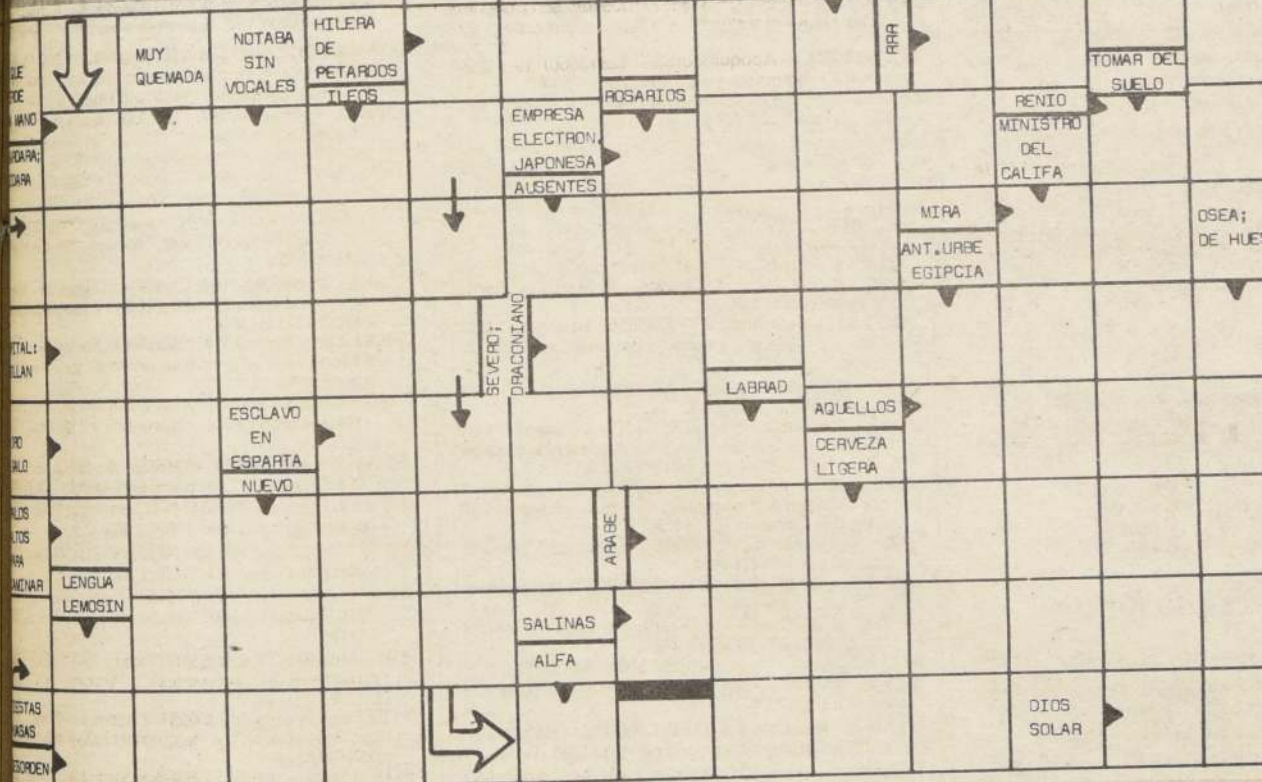 HILERA
DE
PETARDOS
ILEOS
MUY
QUEMADA
NOTABA
SIN
VOCALES
RRR
TOMAR DEL
SUELO
ROSARIOS
RENIO
MINISTRO
DEL
CALIFA
EMPRESA
ELECTRON.
JAPONESA
AUSENTES
MIRA
ANT.URBE
EGIPCIA
OSEA;
SEVERO;
DRACONIANO
LABRAD
AQUELLOS
CERVEZA
LIGERA
ESCLAVO
EN
ESPARTA
NUEVO
ARABE
LENGUA
LEMOSIN
SALINAS
ALFA
DIOS
SOLAR